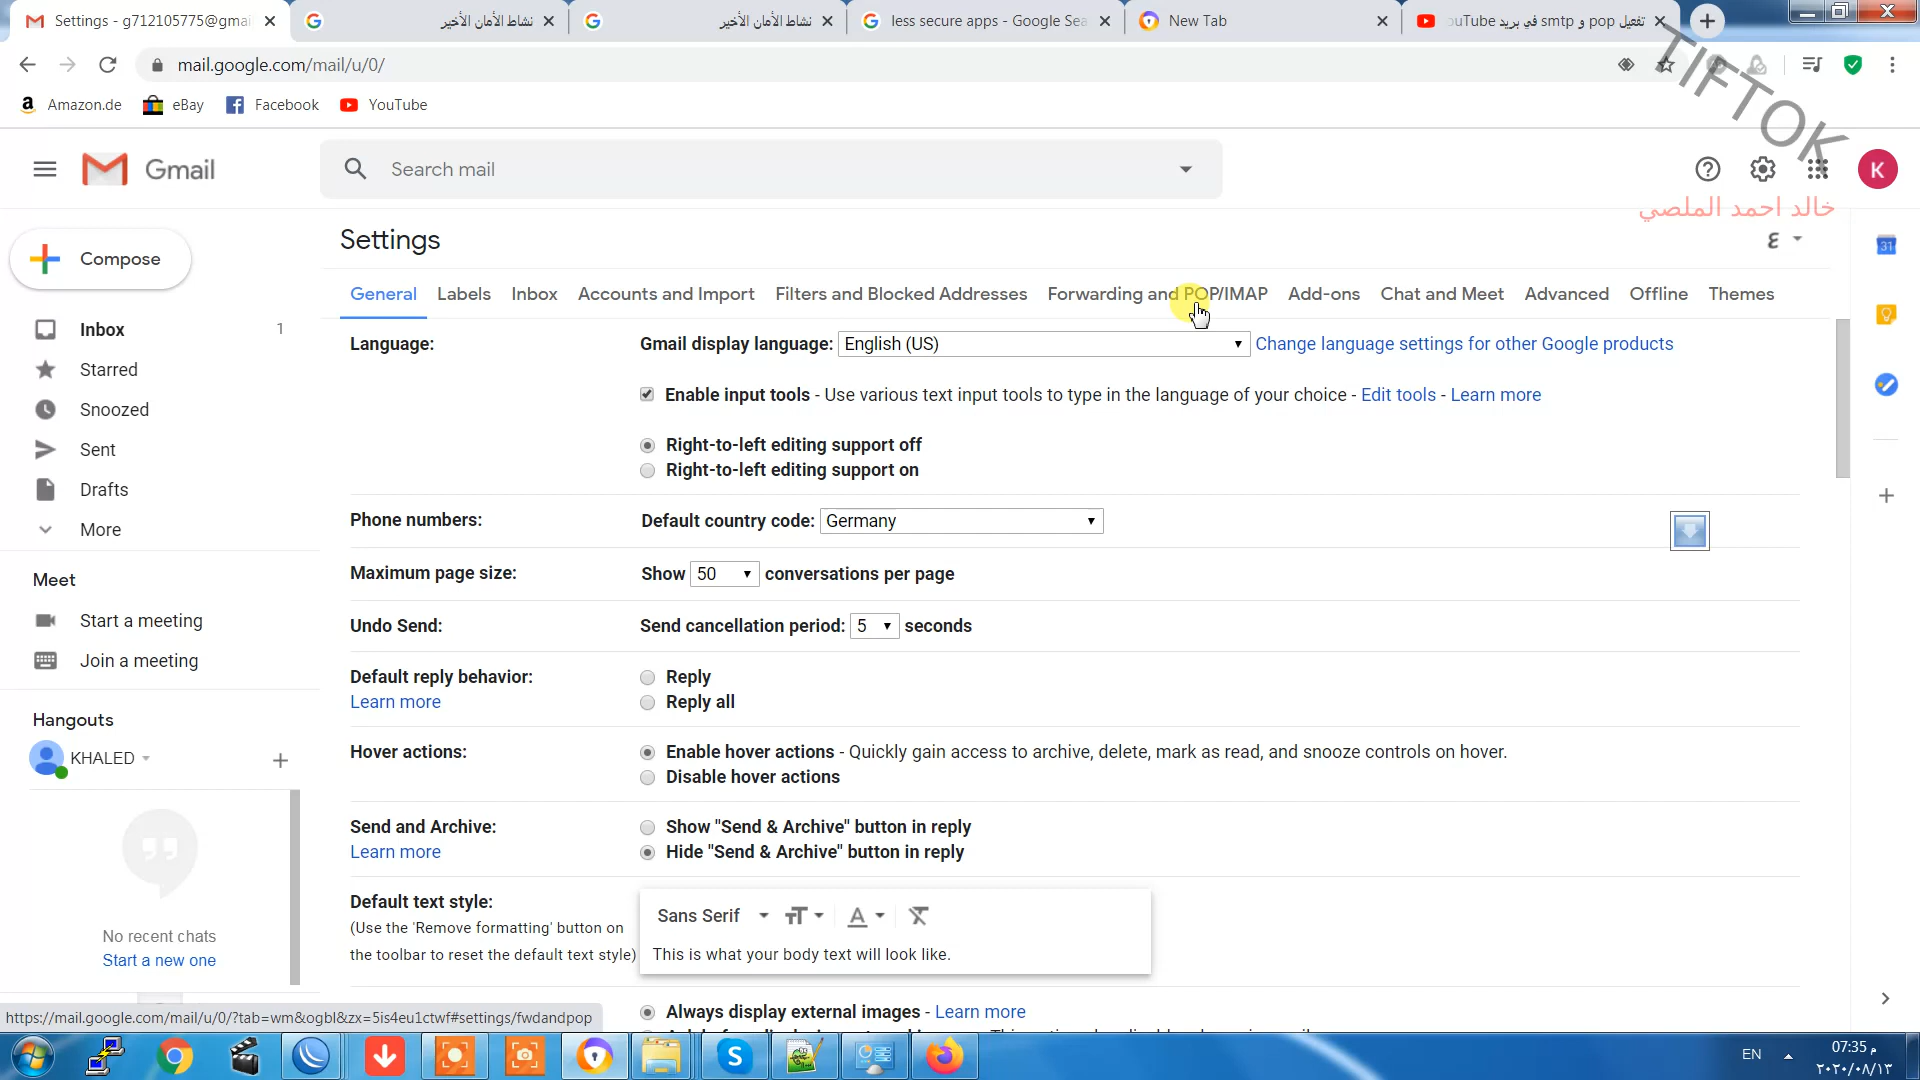 Settings - g712105775@gmai
نشاط الأمان الأخير
نشاط الأمان الأخير
less secure apps - Google Sea
New Tab
تفعيل pop و smtp في بريد uTube
mail.google.com/mail/u/0/
Amazon.de
eBay
Facebook
YouTube
TIFTOK
Gmail
Search mail
K
خالد احمد الملصي
Settings
ع
Compose
General
Labels
Inbox
Accounts and Import
Filters and Blocked Addresses
Forwarding and POP/IMAP
Add-ons
Chat and Meet
Advanced
Offline
Themes
31
Inbox 1
Starred
Snoozed
Sent
Drafts
More
Meet
Start a meeting
Join a meeting
Hangouts
KHALED
No recent chats
Start a new one
Language:
Gmail display language: English (US) Change language settings for other Google products
Enable input tools - Use various text input tools to type in the language of your choice - Edit tools - Learn more
Right-to-left editing support off
Right-to-left editing support on
Phone numbers:
Default country code: Germany
Maximum page size:
Show 50 conversations per page
Undo Send:
Send cancellation period: 5 seconds
Default reply behavior:
Learn more
Reply
Reply all
Hover actions:
Enable hover actions - Quickly gain access to archive, delete, mark as read, and snooze controls on hover.
Disable hover actions
Send and Archive:
Learn more
Show "Send & Archive" button in reply
Hide "Send & Archive" button in reply
Default text style:
(Use the 'Remove formatting' button on
the toolbar to reset the default text style)
Sans Serif
This is what your body text will look like.
Always display external images - Learn more
https://mail.google.com/mail/u/0/?tab=wm&ogbl&zx=5is4eu1ctwf#settings/fwdandpop
EN
07:35 م
٢٠٢٠/٠٨/١٣